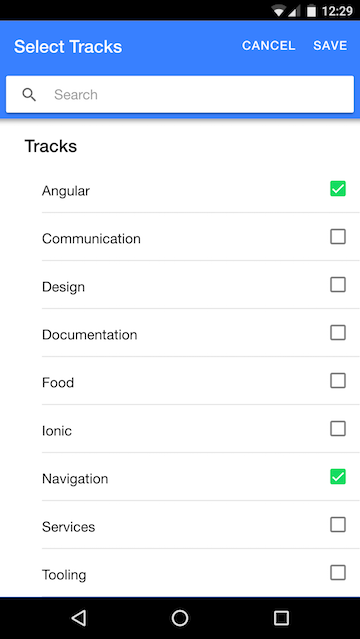 12:29
Select Tracks CANCEL SAVE
Search
Tracks
Angular
Communication
Design
Documentation
Food
Ionic
Navigation
Services
Tooling